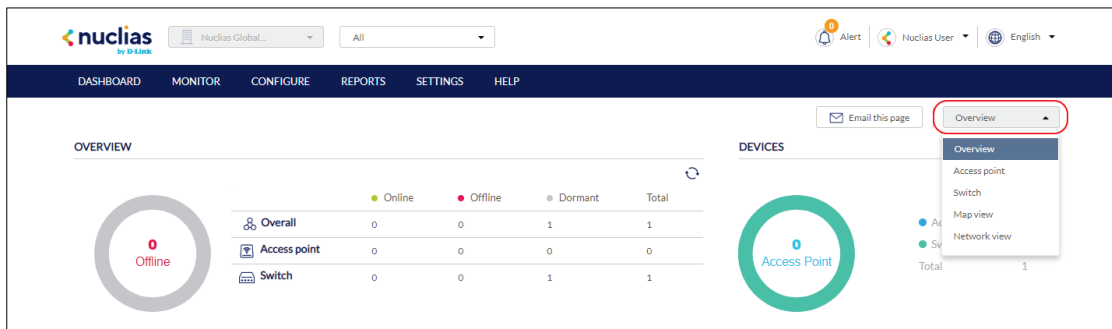 nuclias
by D-Link
Nuclias Global...
All
0
Alert
Nuclias User
English
DASHBOARD MONITOR CONFIGURE REPORTS SETTINGS HELP
Email this page
Overview
OVERVIEW
DEVICES
Overview
Access point
Switch
Map view
Network view
Online Offline Dormant Total
Overall 0 0 1 1
Access point 0 0 0 0
Switch 0 0 1 1
0
Offline
0
Access Point
Total 1